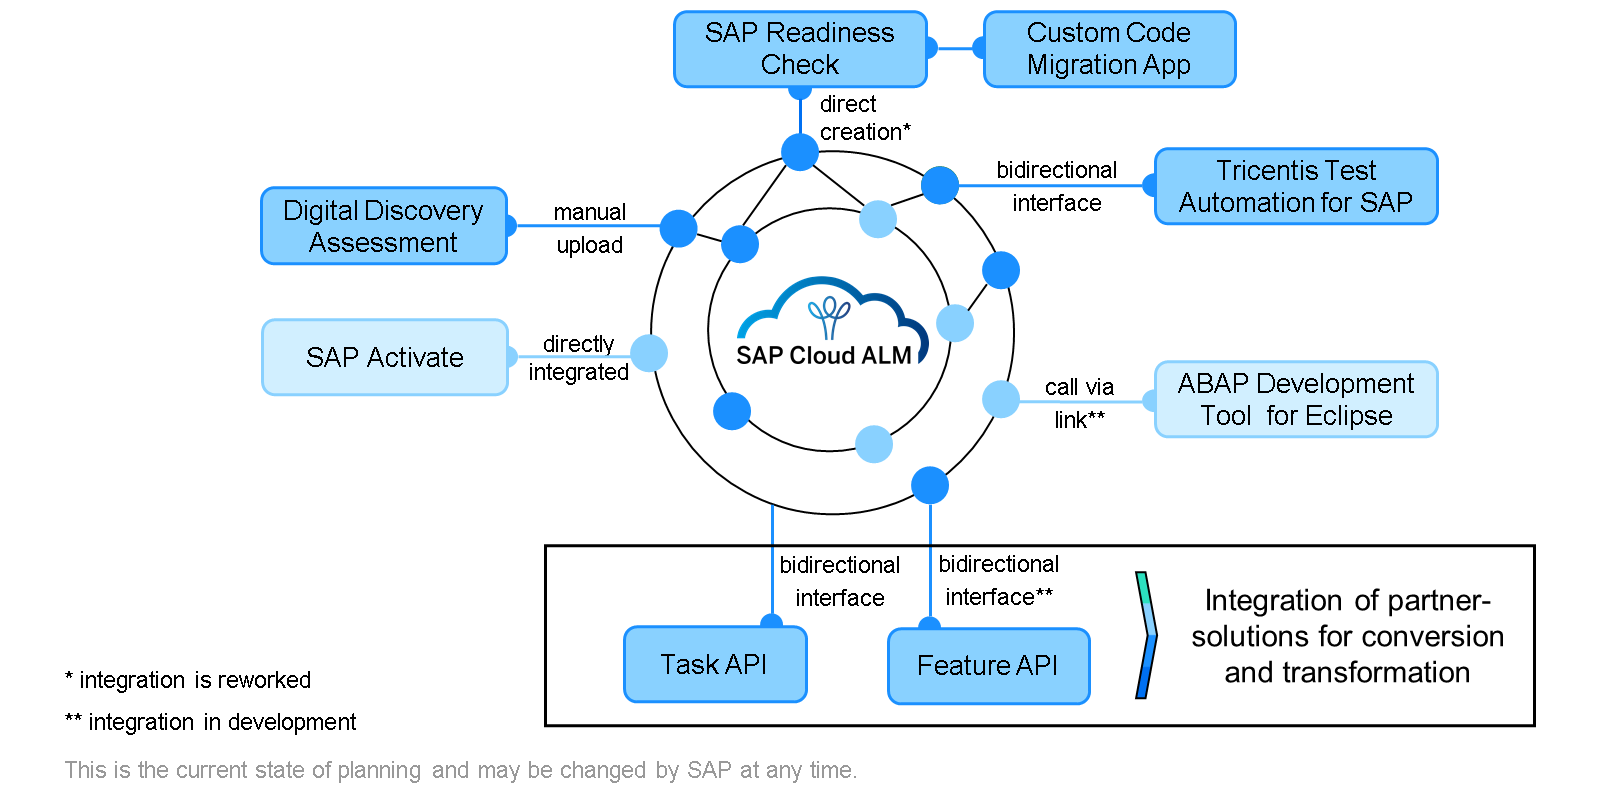 SAP Readiness
Check
Custom Code
Migration App
direct
creation*
bidirectional
interface
Tricentis Test
Automation for SAP
Digital Discovery
Assessment
manual
upload
SAP Activate
directly
integrated
SAP Cloud ALM
call via
link**
ABAP Development
Tool for Eclipse
bidirectional
interface
bidirectional
interface**
Task API
Feature API
Integration of partner-
solutions for conversion
and transformation
* integration is reworked
** integration in development
This is the current state of planning and may be changed by SAP at any time.